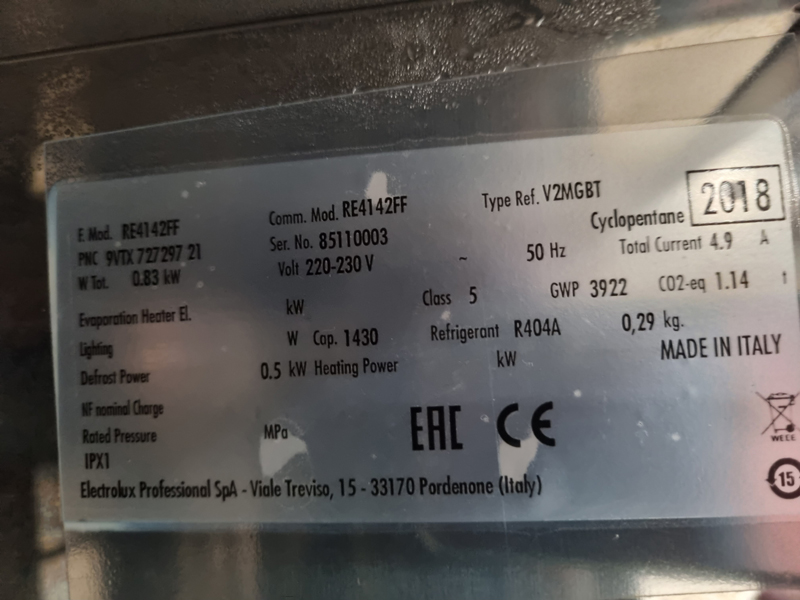 F. Mod. RE4142FF Comm. Mod. RE4142FF Type Ref. V2MGBT 2018
PNC 9VTX 727297 21 Ser. No. 85110003 Cyclopentane
W Tot. 0.83 kW Volt 220-230 V ~ 50 Hz Total Current 4.9 A
Evaporation Heater El. kW Class 5 GWP 3922 CO2-eq 1.14 t
Lighting W Cap. 1430 Refrigerant R404A 0,29 kg.
Defrost Power 0.5 kW Heating Power kW MADE IN ITALY
NF nominal Charge
Rated Pressure MPa EAC CE
IPX1 WEEE
Electrolux Professional SpA - Viale Treviso, 15 - 33170 Pordenone (Italy) 15